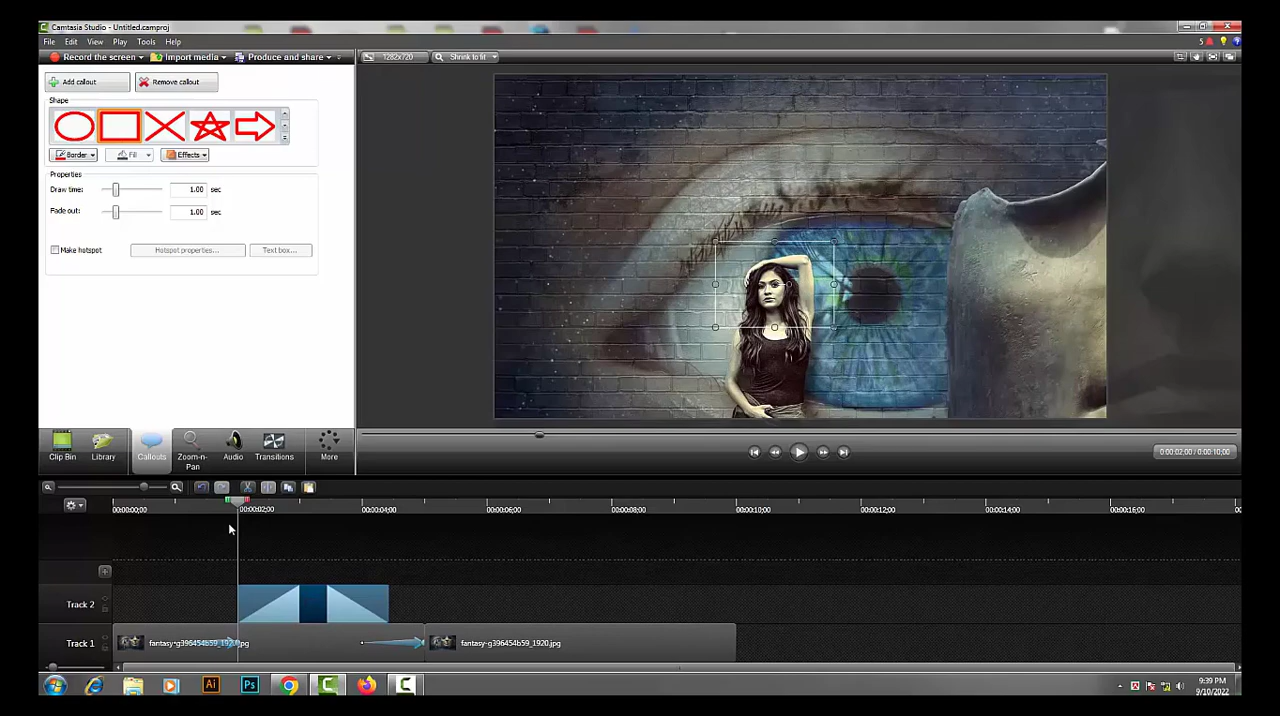 Camtasia Studio - Untitled.camproj
File Edit View Play Tools Help
5
Record the screen Import media Produce and share
1282x720 Shrink to fit
Add callout Remove callout
Shape
Border Fill Effects
Properties
Draw time: 1.00 sec
Fade out: 1.00 sec
Make hotspot Hotspot properties... Text box...
Clip Bin Library Callouts Zoom-n-Pan Audio Transitions More
0:00:02;00 / 0:00:10;00
00:00:00;00 00:00:02;00 00:00:04;00 00:00:06;00 00:00:08;00 00:00:10;00 00:00:12;00 00:00:14;00 00:00:16;00
Track 2
Track 1 fantasy-g396454b59_1920.jpg fantasy-g396454b59_1920.jpg
Ai Ps
9:39 PM
9/10/2022